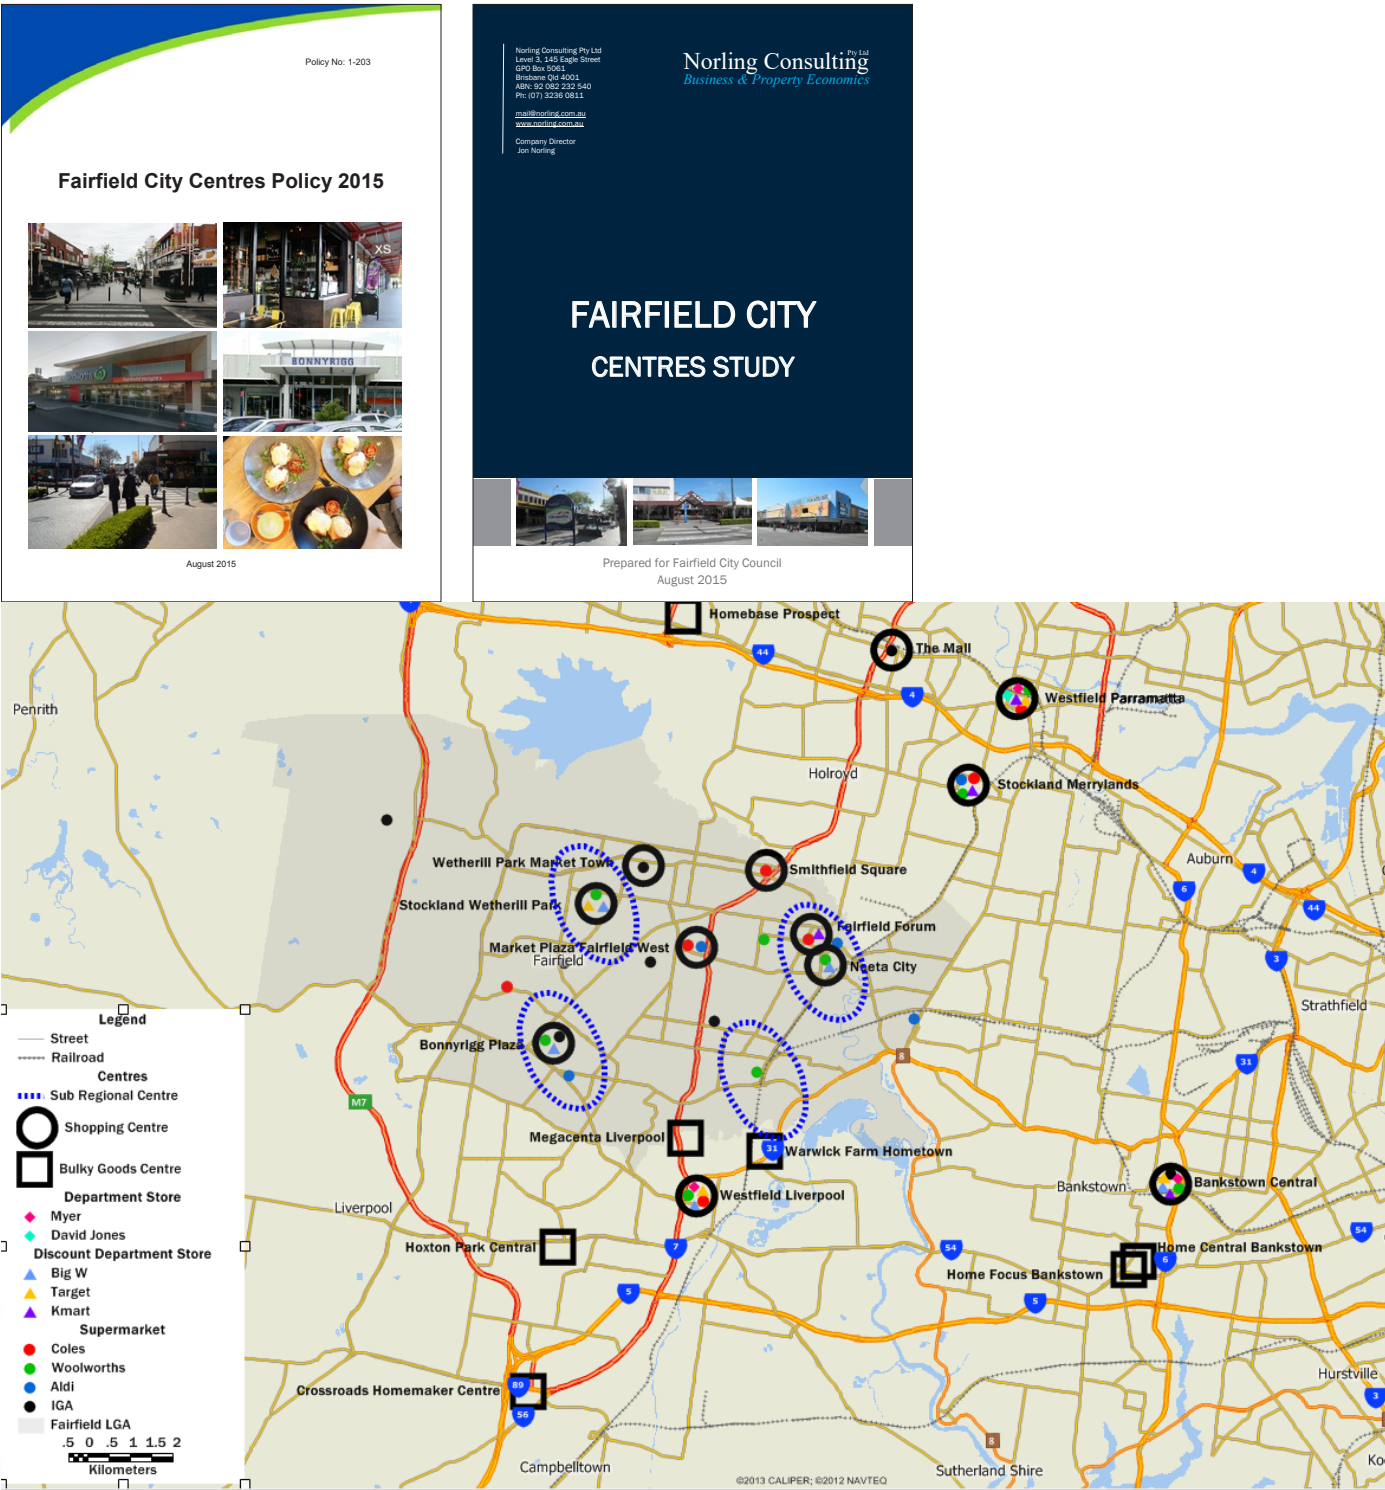 Policy No: 1-203
Fairfield City Centres Policy 2015
XS
BONNYRIGG
August 2015
Norling Consulting Pty Ltd
Level 3, 145 Eagle Street
GPO Box 5061
Brisbane Qld 4001
ABN: 92 082 232 540
Ph: (07) 3236 0811
mail@norling.com.au
www.norling.com.au
Company Director
Jon Norling
Norling Consulting Pty Ltd
Business & Property Economics
FAIRFIELD CITY
CENTRES STUDY
Prepared for Fairfield City Council
August 2015
Homebase Prospect
The Mall
44
4
Westfield Parramatta
Penrith
Holroyd
Stockland Merrylands
Auburn
4
6
44
Wetherill Park Market Town
Smithfield Square
Stockland Wetherill Park
Fairfield Forum
Market Plaza Fairfield West
Fairfield
Neeta City
3
Strathfield
Bonnyrigg Plaza
8
31
M7
Megacenta Liverpool
31
Warwick Farm Hometown
Westfield Liverpool
Bankstown
Bankstown Central
Liverpool
Hoxton Park Central
7
54
Home Central Bankstown
6
54
Home Focus Bankstown
5
5
Hurstville
3
Crossroads Homemaker Centre
89
56
8
Campbelltown
Sutherland Shire
Ko
©2013 CALIPER; ©2012 NAVTEQ
Legend
Street
Railroad
Centres
Sub Regional Centre
Shopping Centre
Bulky Goods Centre
Department Store
Myer
David Jones
Discount Department Store
Big W
Target
Kmart
Supermarket
Coles
Woolworths
Aldi
IGA
Fairfield LGA
.5 0 .5 1 1.5 2
Kilometers